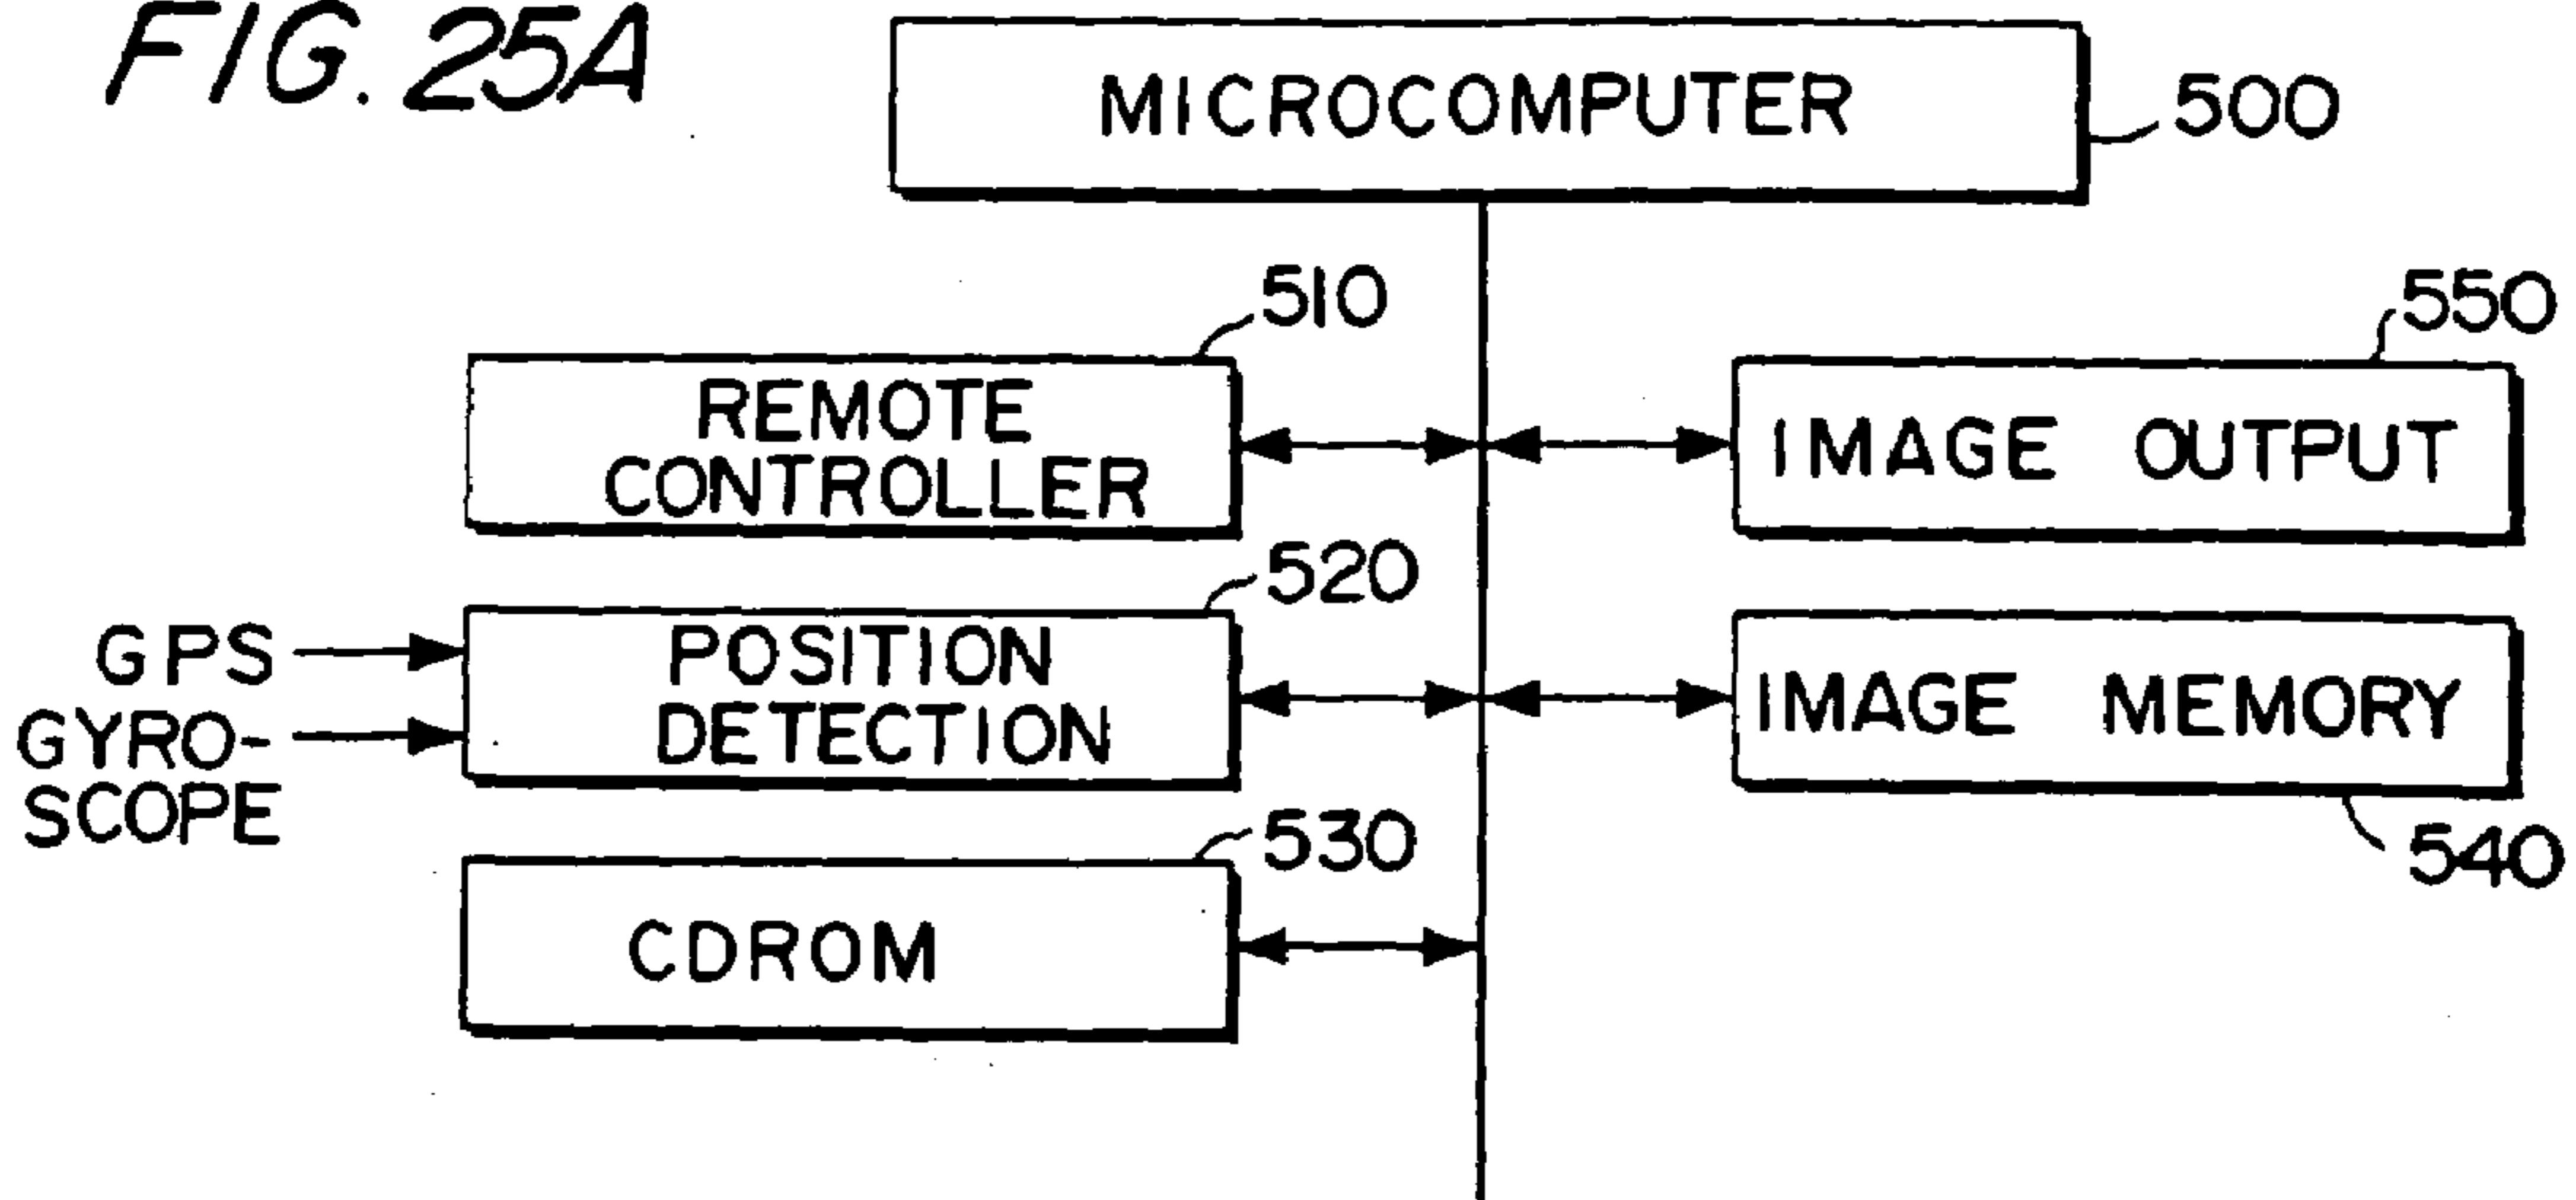 FIG. 25A
MICROCOMPUTER
500
510
550
REMOTE
CONTROLLER
IMAGE OUTPUT
520
GPS
GYRO-
SCOPE
POSITION
DETECTION
IMAGE MEMORY
530
540
CDROM